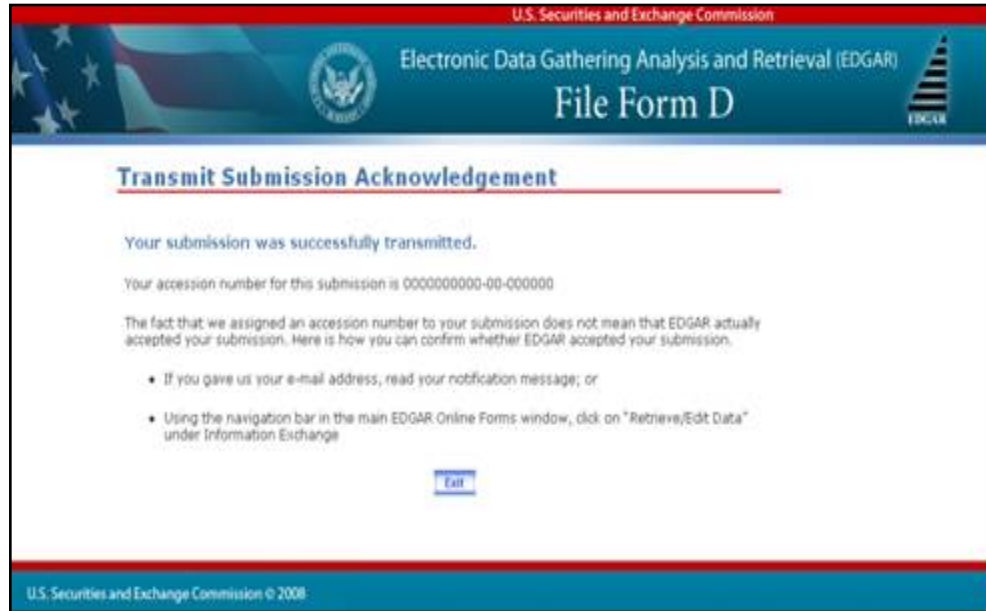 U.S. Securities and Exchange Commission
Electronic Data Gathering Analysis and Retrieval (EDGAR)
File Form D
EDGAR
Transmit Submission Acknowledgement
Your submission was successfully transmitted.
Your accession number for this submission is 0000000000-00-000000
The fact that we assigned an accession number to your submission does not mean that EDGAR actually
accepted your submission. Here is how you can confirm whether EDGAR accepted your submission.
• If you gave us your e-mail address, read your notification message; or
• Using the navigation bar in the main EDGAR Online Forms window, click on "Retrieve/Edit Data"
under Information Exchange
Exit
U.S. Securities and Exchange Commission © 2008